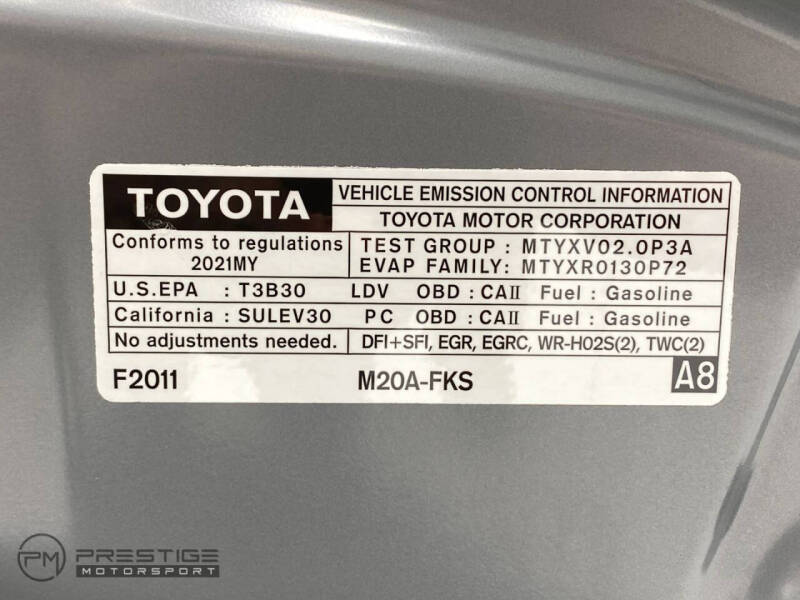 TOYOTA
VEHICLE EMISSION CONTROL INFORMATION
TOYOTA MOTOR CORPORATION
Conforms to regulations
2021MY
TEST GROUP : MTYXV02.0P3A
EVAP FAMILY: MTYXR0130P72
U.S.EPA : T3B30 LDV OBD : CAII Fuel : Gasoline
California : SULEV30 PC OBD : CAII Fuel : Gasoline
No adjustments needed. DFI+SFI, EGR, EGRC, WR-HO2S(2), TWC(2)
F2011 M20A-FKS A8
PM PRESTIGE
MOTORSPORT